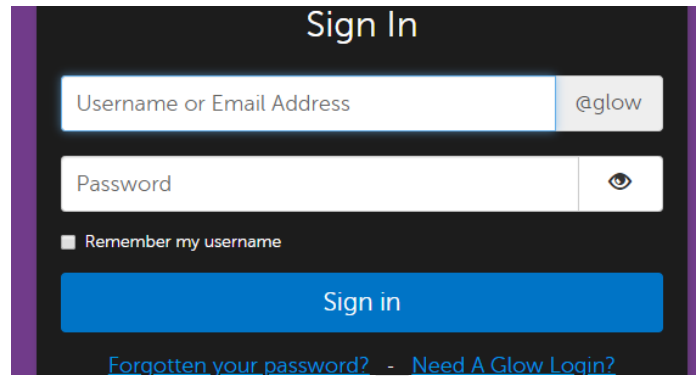 Sign In
Username or Email Address @glow
Password
Remember my username
Sign in
Forgotten your password? - Need A Glow Login?